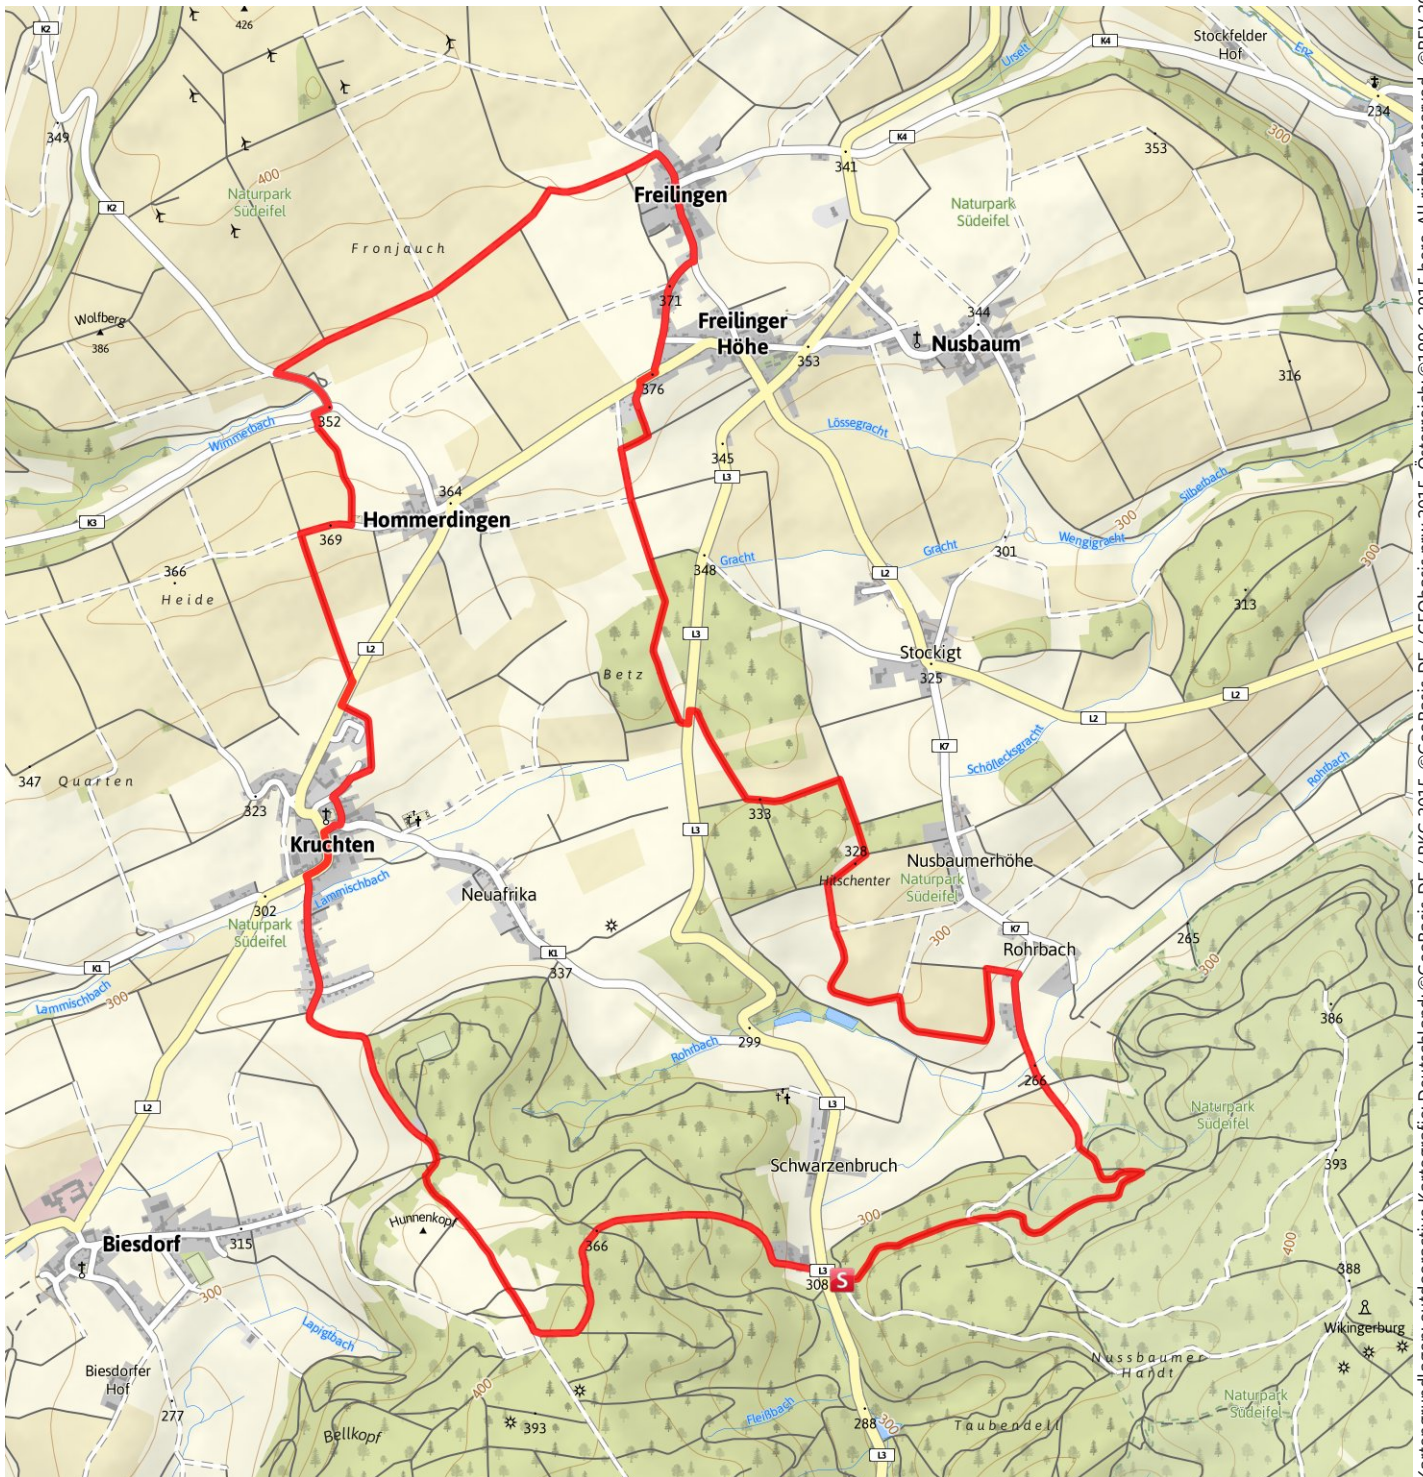 K2
426
Stockfelder
Hof
K4
Urselt
Enz
234
349
K4
300
353
341
400
Naturpark
Südeifel
K2
Freilingen
Naturpark
Südeifel
Fronjauch
371
Wolfberg
386
Freilinger
Höhe
344
Nusbaum
353
376
316
352
Wimmerbach
Lössegracht
345
L3
Silberbach
364
Hommerdingen
K3
369
300
Wengigracht
301
Gracht
Gracht
348
300
366
Heide
L2
313
L3
L2
Stockigt
325
Betz
L2
L2
K7
Schöflecksgracht
Rohrbach
347
Quarten
323
333
L3
Kruchten
328
Hitschenter
Nusbaumerhöhe
Naturpark
Südeifel
Lammischbach
Neuafrika
302
Naturpark
Südeifel
K7
300
Rohrbach
265
300
K1
K1
337
Lammischbach
300
386
299
Rohrbach
266
L2
L3
Naturpark
Südeifel
393
Schwarzenbruch
300
Hunnenkopf
Biesdorf
315
366
400
L3
308
S
388
300
Lapigtbach
Wikingerburg
Nussbaumer
Hardt
Biesdorfer
Hof
277
400
Naturpark
Südeifel
Fleißbach
393
288
300
Taubendell
Bellkopf
L3